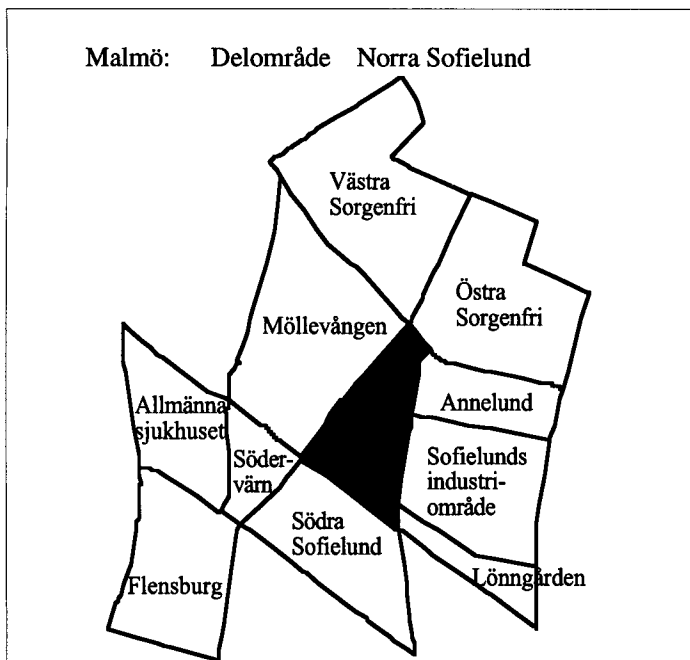 Malmö: Delområde Norra Sofielund
Västra
Sorgenfri
Östra
Sorgenfri
Möllevången
Annelund
Allmänna
sjukhuset
Söder-
värn
Sofielunds
industri-
område
Södra
Sofielund
Lönngården
Flensburg